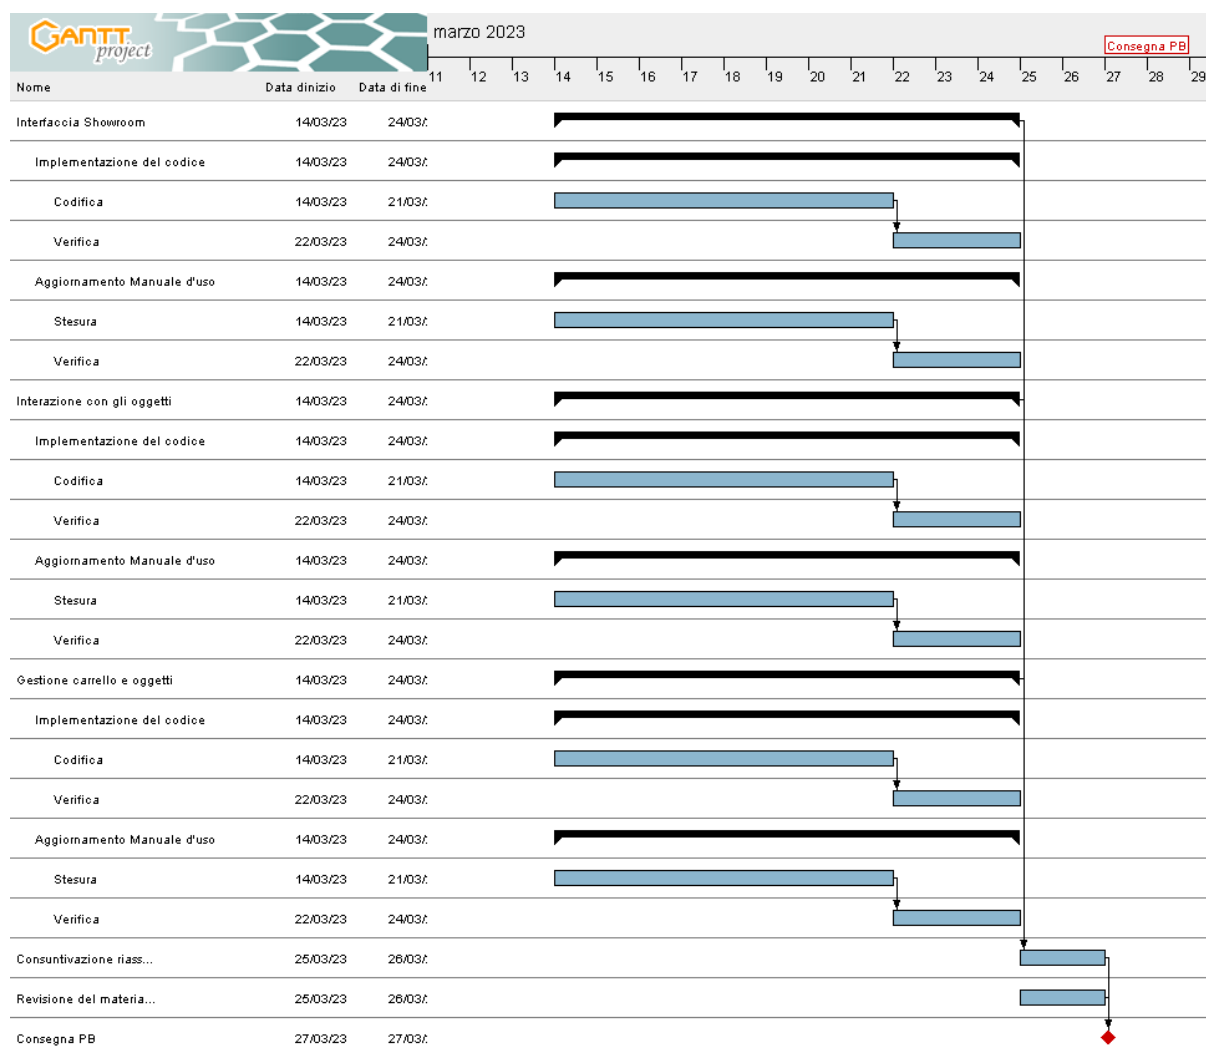 GANTT
project
marzo 2023
Consegna PB
11 12 13 14 15 16 17 18 19 20 21 22 23 24 25 26 27 28 29
Nome Data dinizio Data di fine
Interfaccia Showroom 14/03/23 24/03/
Implementazione del codice 14/03/23 24/03/
Codifica 14/03/23 21/03/
Verifica 22/03/23 24/03/
Aggiornamento Manuale d'uso 14/03/23 24/03/
Stesura 14/03/23 21/03/
Verifica 22/03/23 24/03/
Interazione con gli oggetti 14/03/23 24/03/
Implementazione del codice 14/03/23 24/03/
Codifica 14/03/23 21/03/
Verifica 22/03/23 24/03/
Aggiornamento Manuale d'uso 14/03/23 24/03/
Stesura 14/03/23 21/03/
Verifica 22/03/23 24/03/
Gestione carrello e oggetti 14/03/23 24/03/
Implementazione del codice 14/03/23 24/03/
Codifica 14/03/23 21/03/
Verifica 22/03/23 24/03/
Aggiornamento Manuale d'uso 14/03/23 24/03/
Stesura 14/03/23 21/03/
Verifica 22/03/23 24/03/
Consuntivazione riass... 25/03/23 26/03/
Revisione del materia... 25/03/23 26/03/
Consegna PB 27/03/23 27/03/